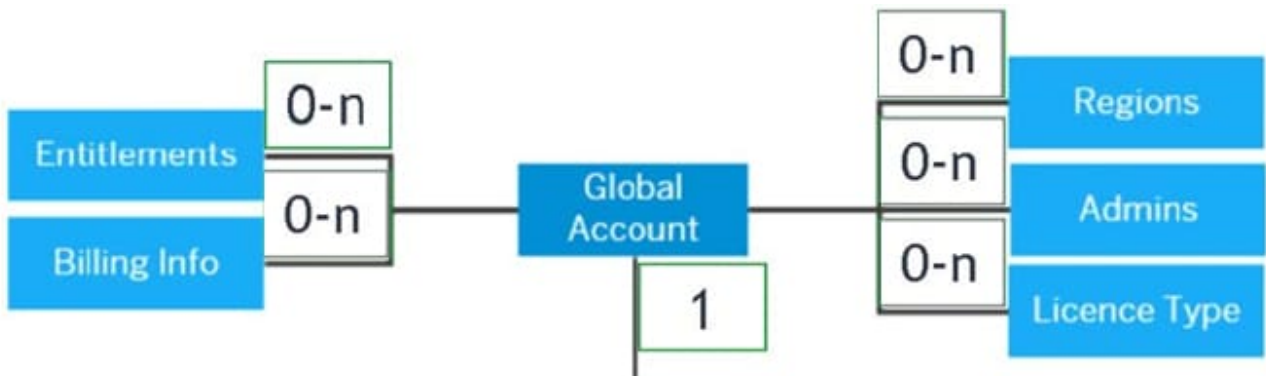 0-n
Entitlements
0-n
Billing Info
Global
Account
1
0-n
Regions
0-n
Admins
0-n
Licence Type